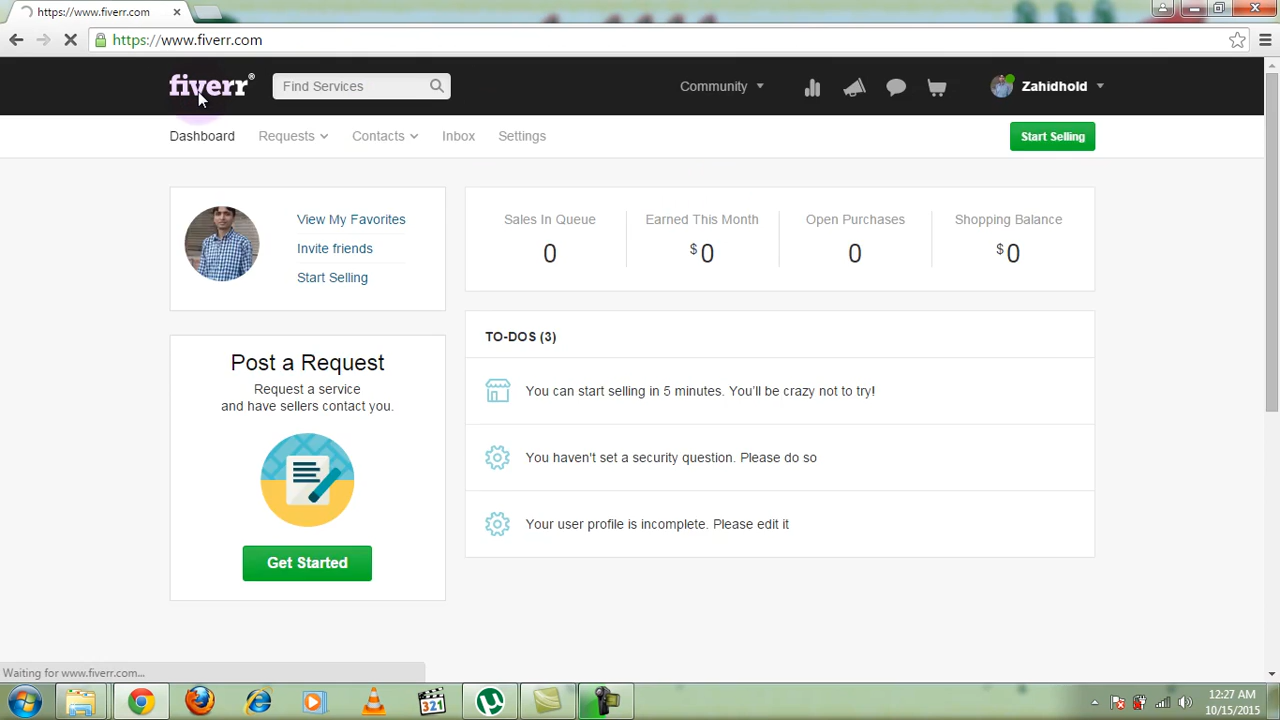 https://www.fiverr.com
https://www.fiverr.com
fiverr®
Find Services
Community
Zahidhold
Dashboard
Requests
Contacts
Inbox
Settings
Start Selling
View My Favorites
Invite friends
Start Selling
Sales In Queue
0
Earned This Month
$0
Open Purchases
0
Shopping Balance
$0
Post a Request
Request a service
and have sellers contact you.
Get Started
TO-DOS (3)
You can start selling in 5 minutes. You'll be crazy not to try!
You haven't set a security question. Please do so
Your user profile is incomplete. Please edit it
Waiting for www.fiverr.com...
321
12:27 AM
10/15/2015